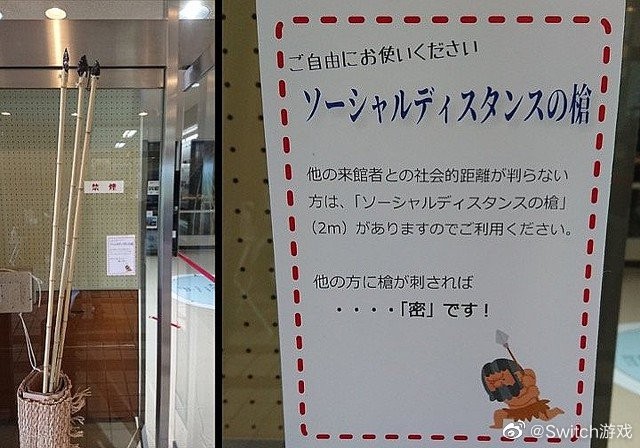 禁煙
ご自由にお使いください
ソーシャルディスタンスの槍
他の来館者との社会的距離が判らない
方は、「ソーシャルディスタンスの槍」
(2m)がありますのでご利用ください。
他の方に槍が刺されば
・・・・「密」です！
@Switch游戏